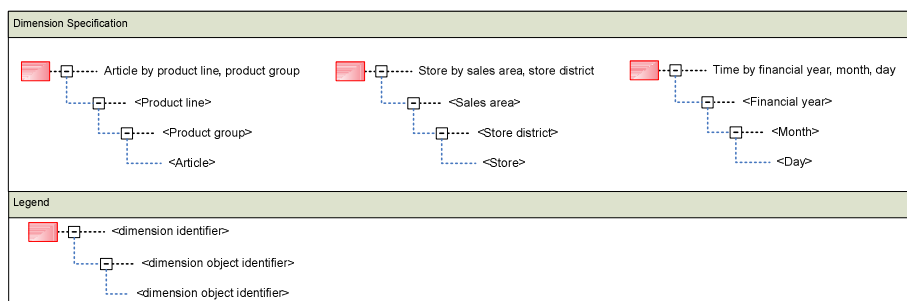 Dimension Specification
Article by product line, product group
<Product line>
<Product group>
<Article>
Store by sales area, store district
<Sales area>
<Store district>
<Store>
Time by financial year, month, day
<Financial year>
<Month>
<Day>
Legend
<dimension identifier>
<dimension object identifier>
<dimension object identifier>